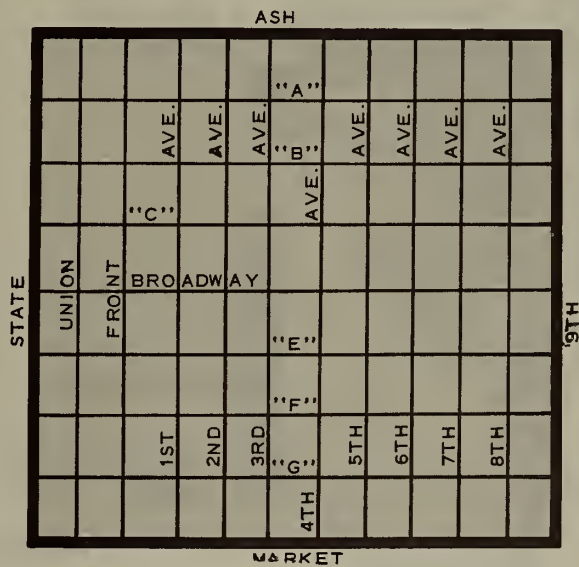 ASH
"A"
AVE. AVE. AVE. "B" AVE. AVE. AVE. AVE.
AVE.
"C"
STATE UNION FRONT BROADWAY 9TH
"E"
"F"
1ST 2ND 3RD "G" 5TH 6TH 7TH 8TH
4TH
MARKET